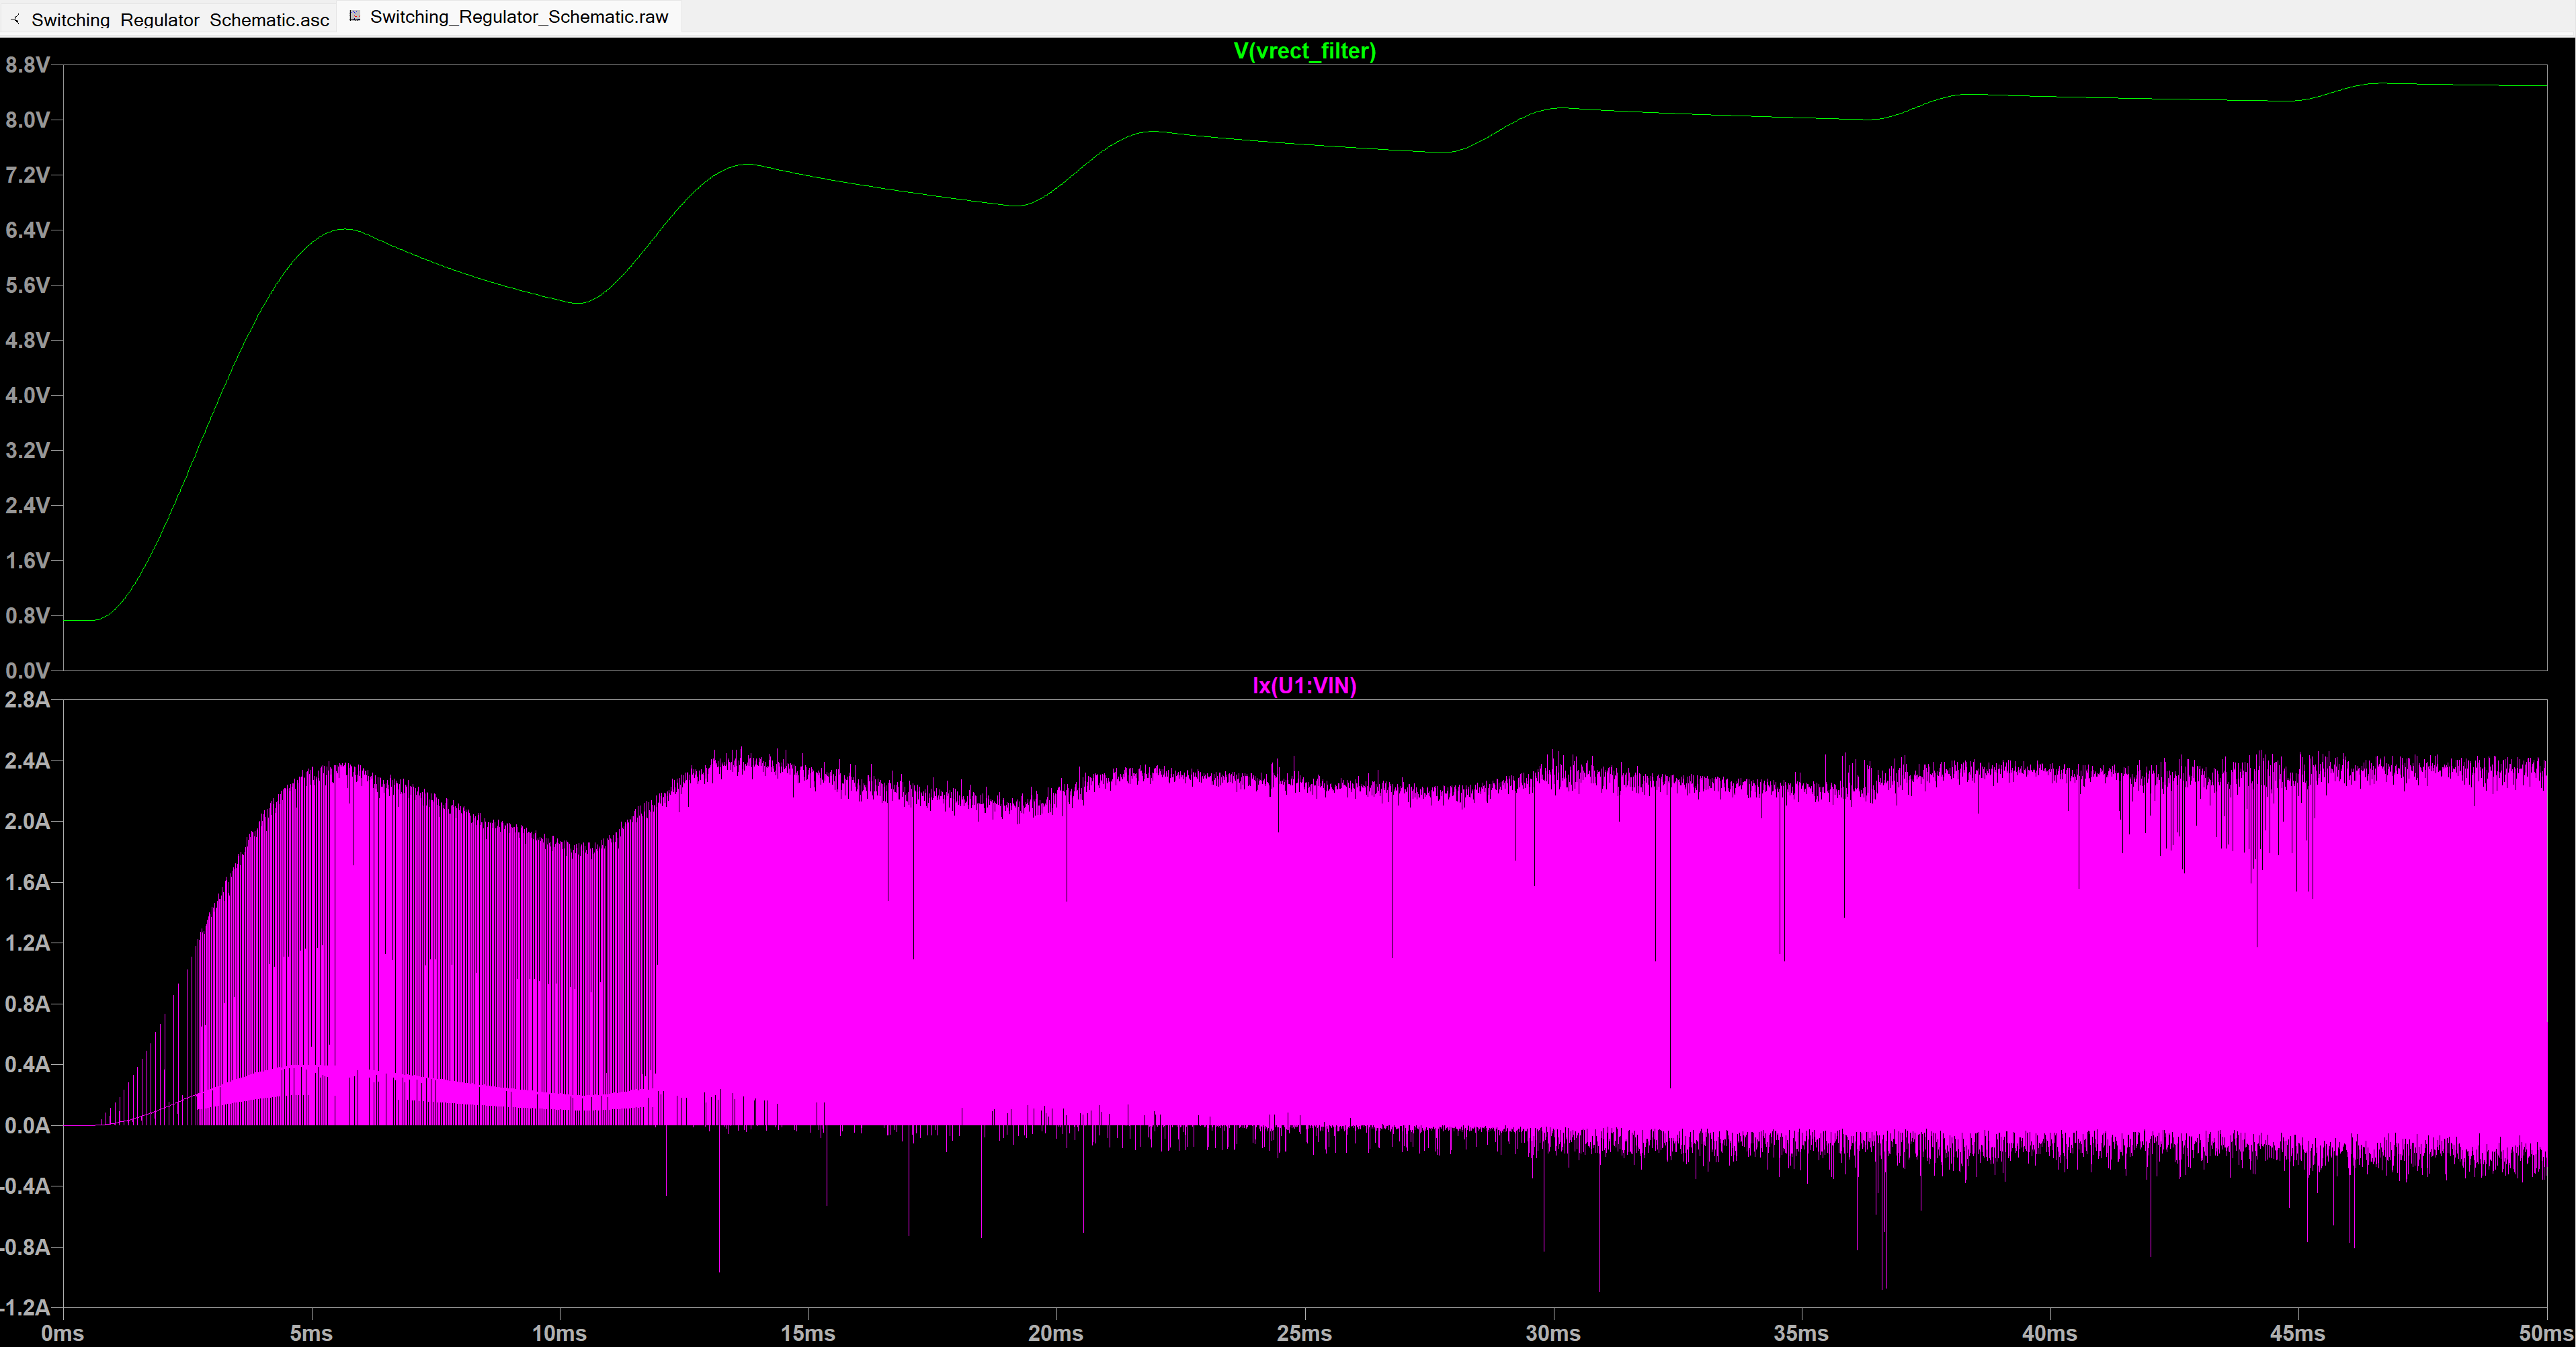 Switching_Regulator_Schematic.asc
Switching_Regulator_Schematic.raw
V(vrect_filter)
8.8V
8.0V
7.2V
6.4V
5.6V
4.8V
4.0V
3.2V
2.4V
1.6V
0.8V
0.0V
Ix(U1:VIN)
2.8A
2.4A
2.0A
1.6A
1.2A
0.8A
0.4A
0.0A
-0.4A
-0.8A
-1.2A
0ms 5ms 10ms 15ms 20ms 25ms 30ms 35ms 40ms 45ms 50ms